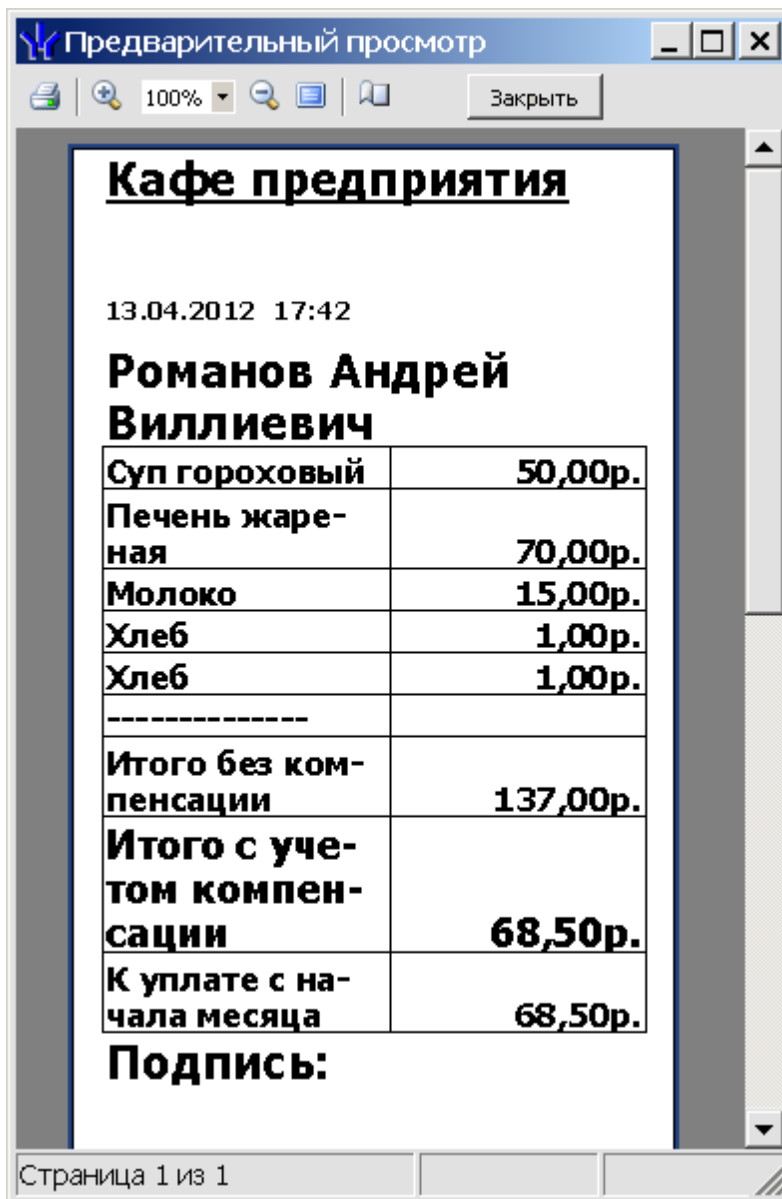 Предварительный просмотр
100%
Закрыть
Кафе предприятия
13.04.2012 17:42
Романов Андрей
Виллиевич
Суп гороховый 50,00р.
Печень жаре-
ная 70,00р.
Молоко 15,00р.
Хлеб 1,00р.
Хлеб 1,00р.
--------------
Итого без ком-
пенсации 137,00р.
Итого с уче-
том компен-
сации 68,50р.
К уплате с на-
чала месяца 68,50р.
Подпись:
Страница 1 из 1